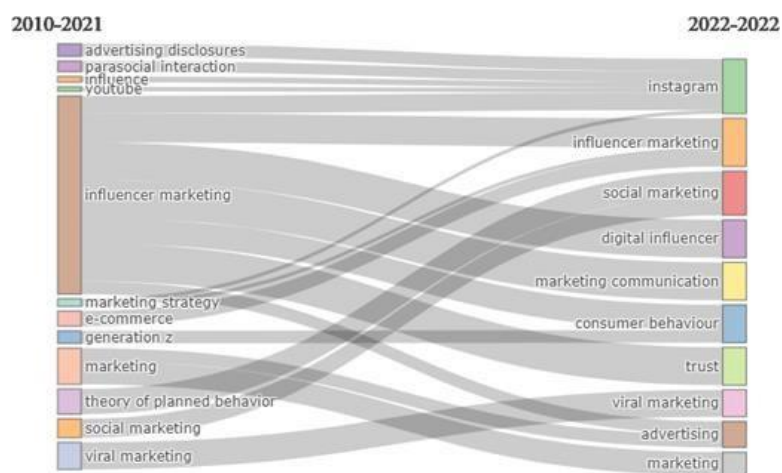 2010-2021
2022-2022
advertising disclosures
parasocial interaction
influence
youtube
influencer marketing
marketing strategy
e-commerce
generation z
marketing
theory of planned behavior
social marketing
viral marketing
instagram
influencer marketing
social marketing
digital influencer
marketing communication
consumer behaviour
trust
viral marketing
advertising
marketing